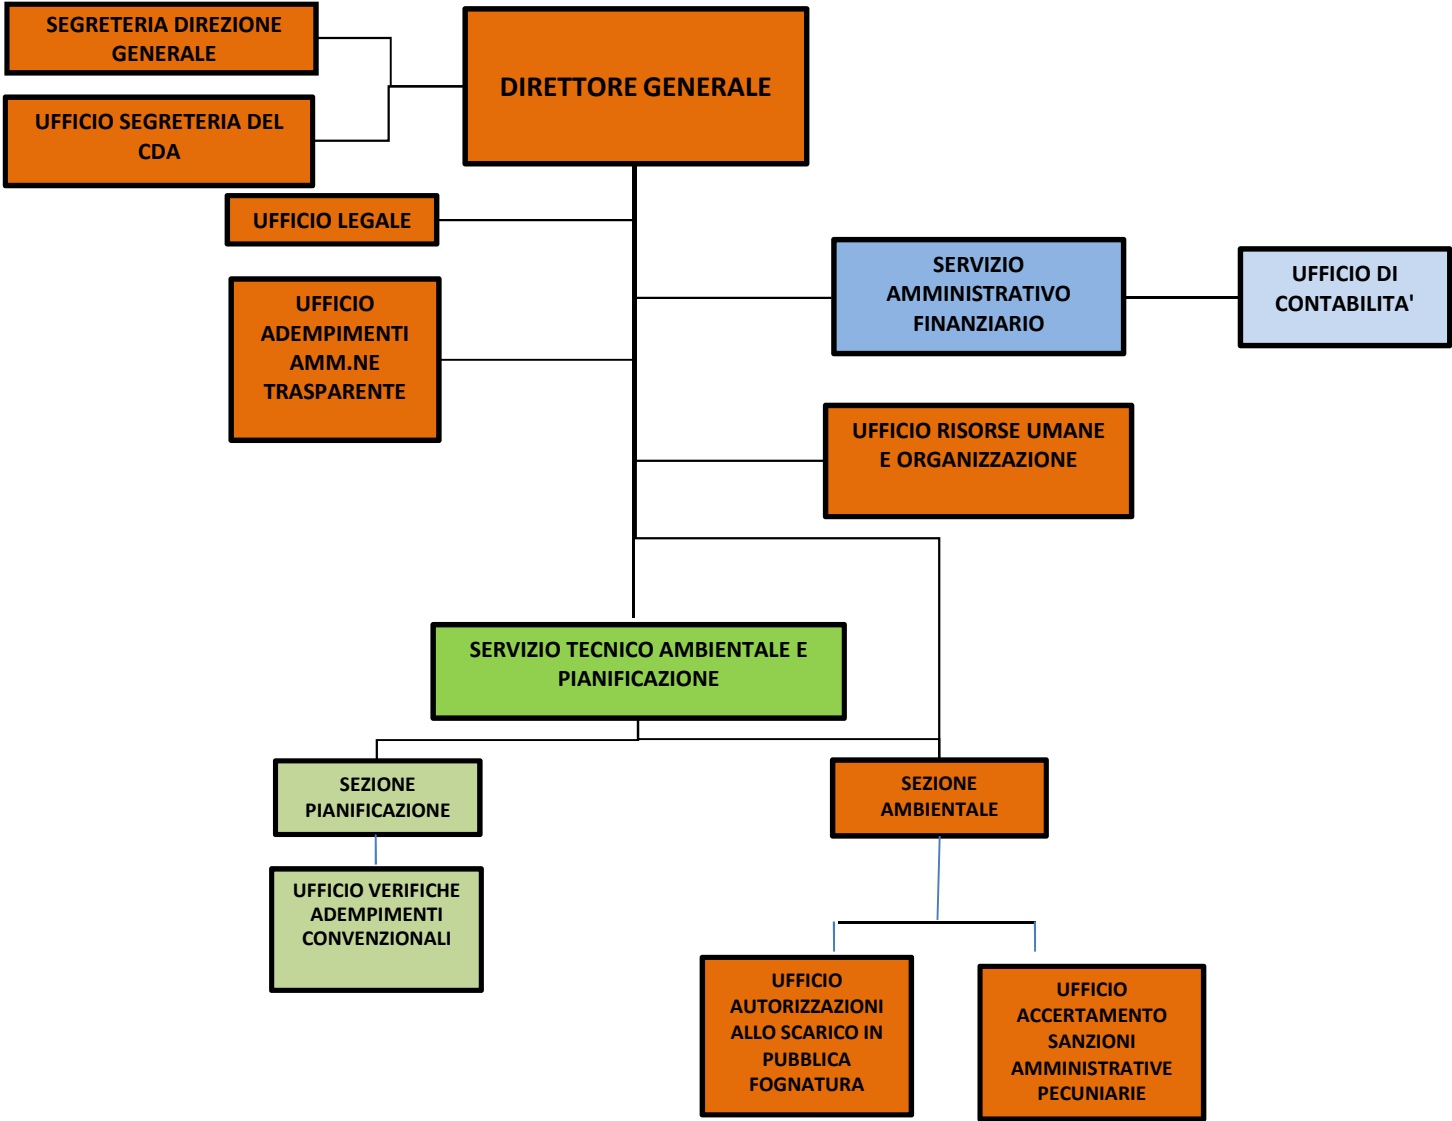 SEGRETERIA DIREZIONE
GENERALE
DIRETTORE GENERALE
UFFICIO SEGRETERIA DEL
CDA
UFFICIO LEGALE
SERVIZIO
AMMINISTRATIVO
FINANZIARIO
UFFICIO DI
CONTABILITA'
UFFICIO
ADEMPIMENTI
AMM.NE
TRASPARENTE
UFFICIO RISORSE UMANE
E ORGANIZZAZIONE
SERVIZIO TECNICO AMBIENTALE E
PIANIFICAZIONE
SEZIONE
PIANIFICAZIONE
SEZIONE
AMBIENTALE
UFFICIO VERIFICHE
ADEMPIMENTI
CONVENZIONALI
UFFICIO
AUTORIZZAZIONI
ALLO SCARICO IN
PUBBLICA
FOGNATURA
UFFICIO
ACCERTAMENTO
SANZIONI
AMMINISTRATIVE
PECUNIARIE